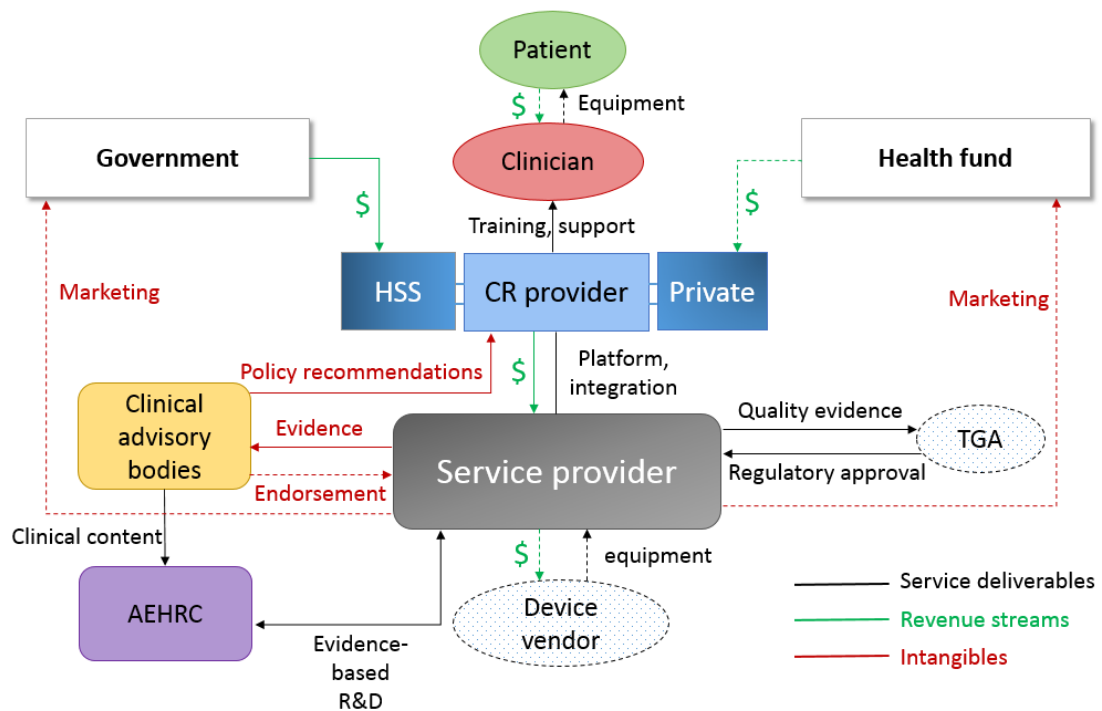 Patient
$
Equipment
Government
Clinician
Health fund
$
$
Training, support
HSS
CR provider
Private
Marketing
Marketing
Policy recommendations
$
Platform,
integration
Clinical
advisory
bodies
Evidence
Quality evidence
TGA
Service provider
Regulatory approval
Endorsement
Clinical content
$
equipment
AEHRC
Device
vendor
Evidence-
based
R&D
Service deliverables
Revenue streams
Intangibles